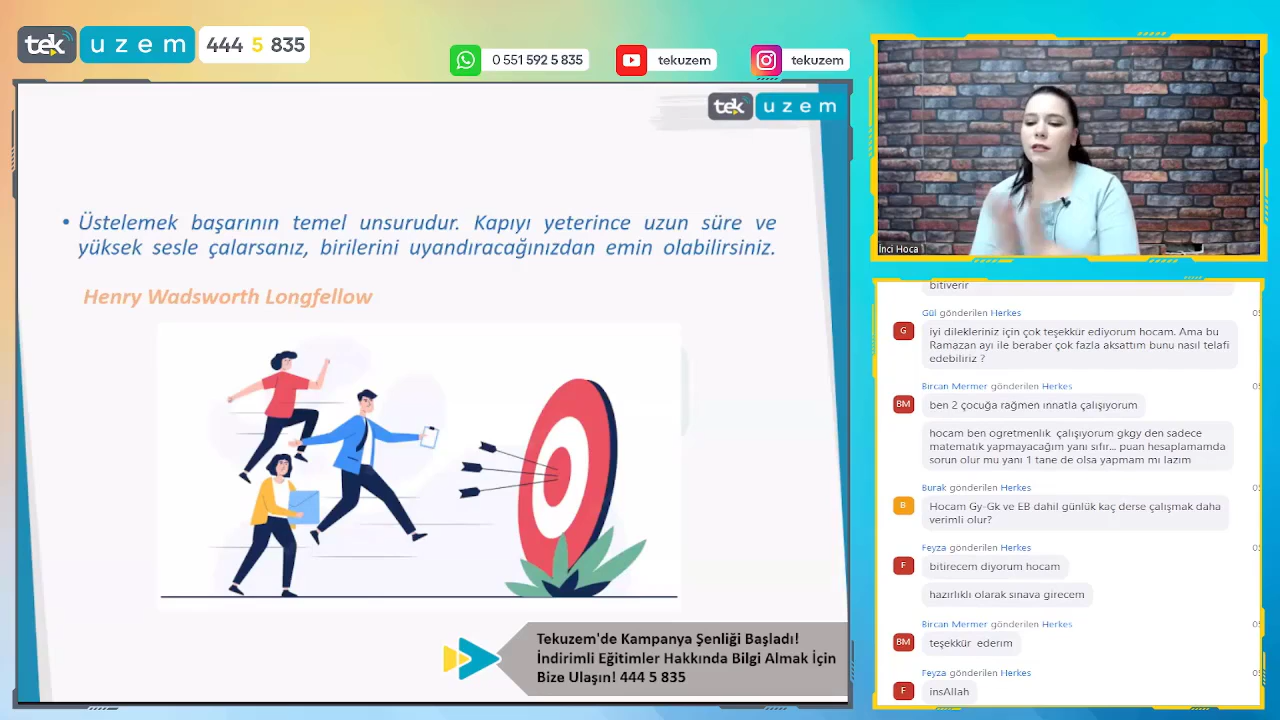 tek uzem 444 5 835
0 551 592 5 835
tekuzem
tekuzem
tek uzem
• Üstelemek başarının temel unsurudur. Kapıyı yeterince uzun süre ve
yüksek sesle çalarsanız, birilerini uyandıracağınızdan emin olabilirsiniz.
Henry Wadsworth Longfellow
Tekuzem'de Kampanya Şenliği Başladı!
İndirimli Eğitimler Hakkında Bilgi Almak İçin
Bize Ulaşın! 444 5 835
İnci Hoca
bitiverir
Gül gönderilen Herkes
G
iyi dilekleriniz için çok teşekkür ediyorum hocam. Ama bu
Ramazan ayı ile beraber çok fazla aksattım bunu nasıl telafi
edebiliriz ?
Bırcan Mermer gönderilen Herkes
BM
ben 2 çocuğa rağmen ınnatla çalışıyorum
hocam ben ogretmenlik çalışıyorum gkgy den sadece
matematik yapmayacağım yanı sıfır... puan hesaplamamda
sorun olur mu yanı 1 tane de olsa yapmam mı lazım
Burak gönderilen Herkes
B
Hocam Gy-Gk ve EB dahil günlük kaç derse çalışmak daha
verimli olur?
Feyza gönderilen Herkes
F
bitirecem diyorum hocam
hazırlıklı olarak sınava girecem
Bırcan Mermer gönderilen Herkes
BM
teşekkür ederım
Feyza gönderilen Herkes
F
insAllah